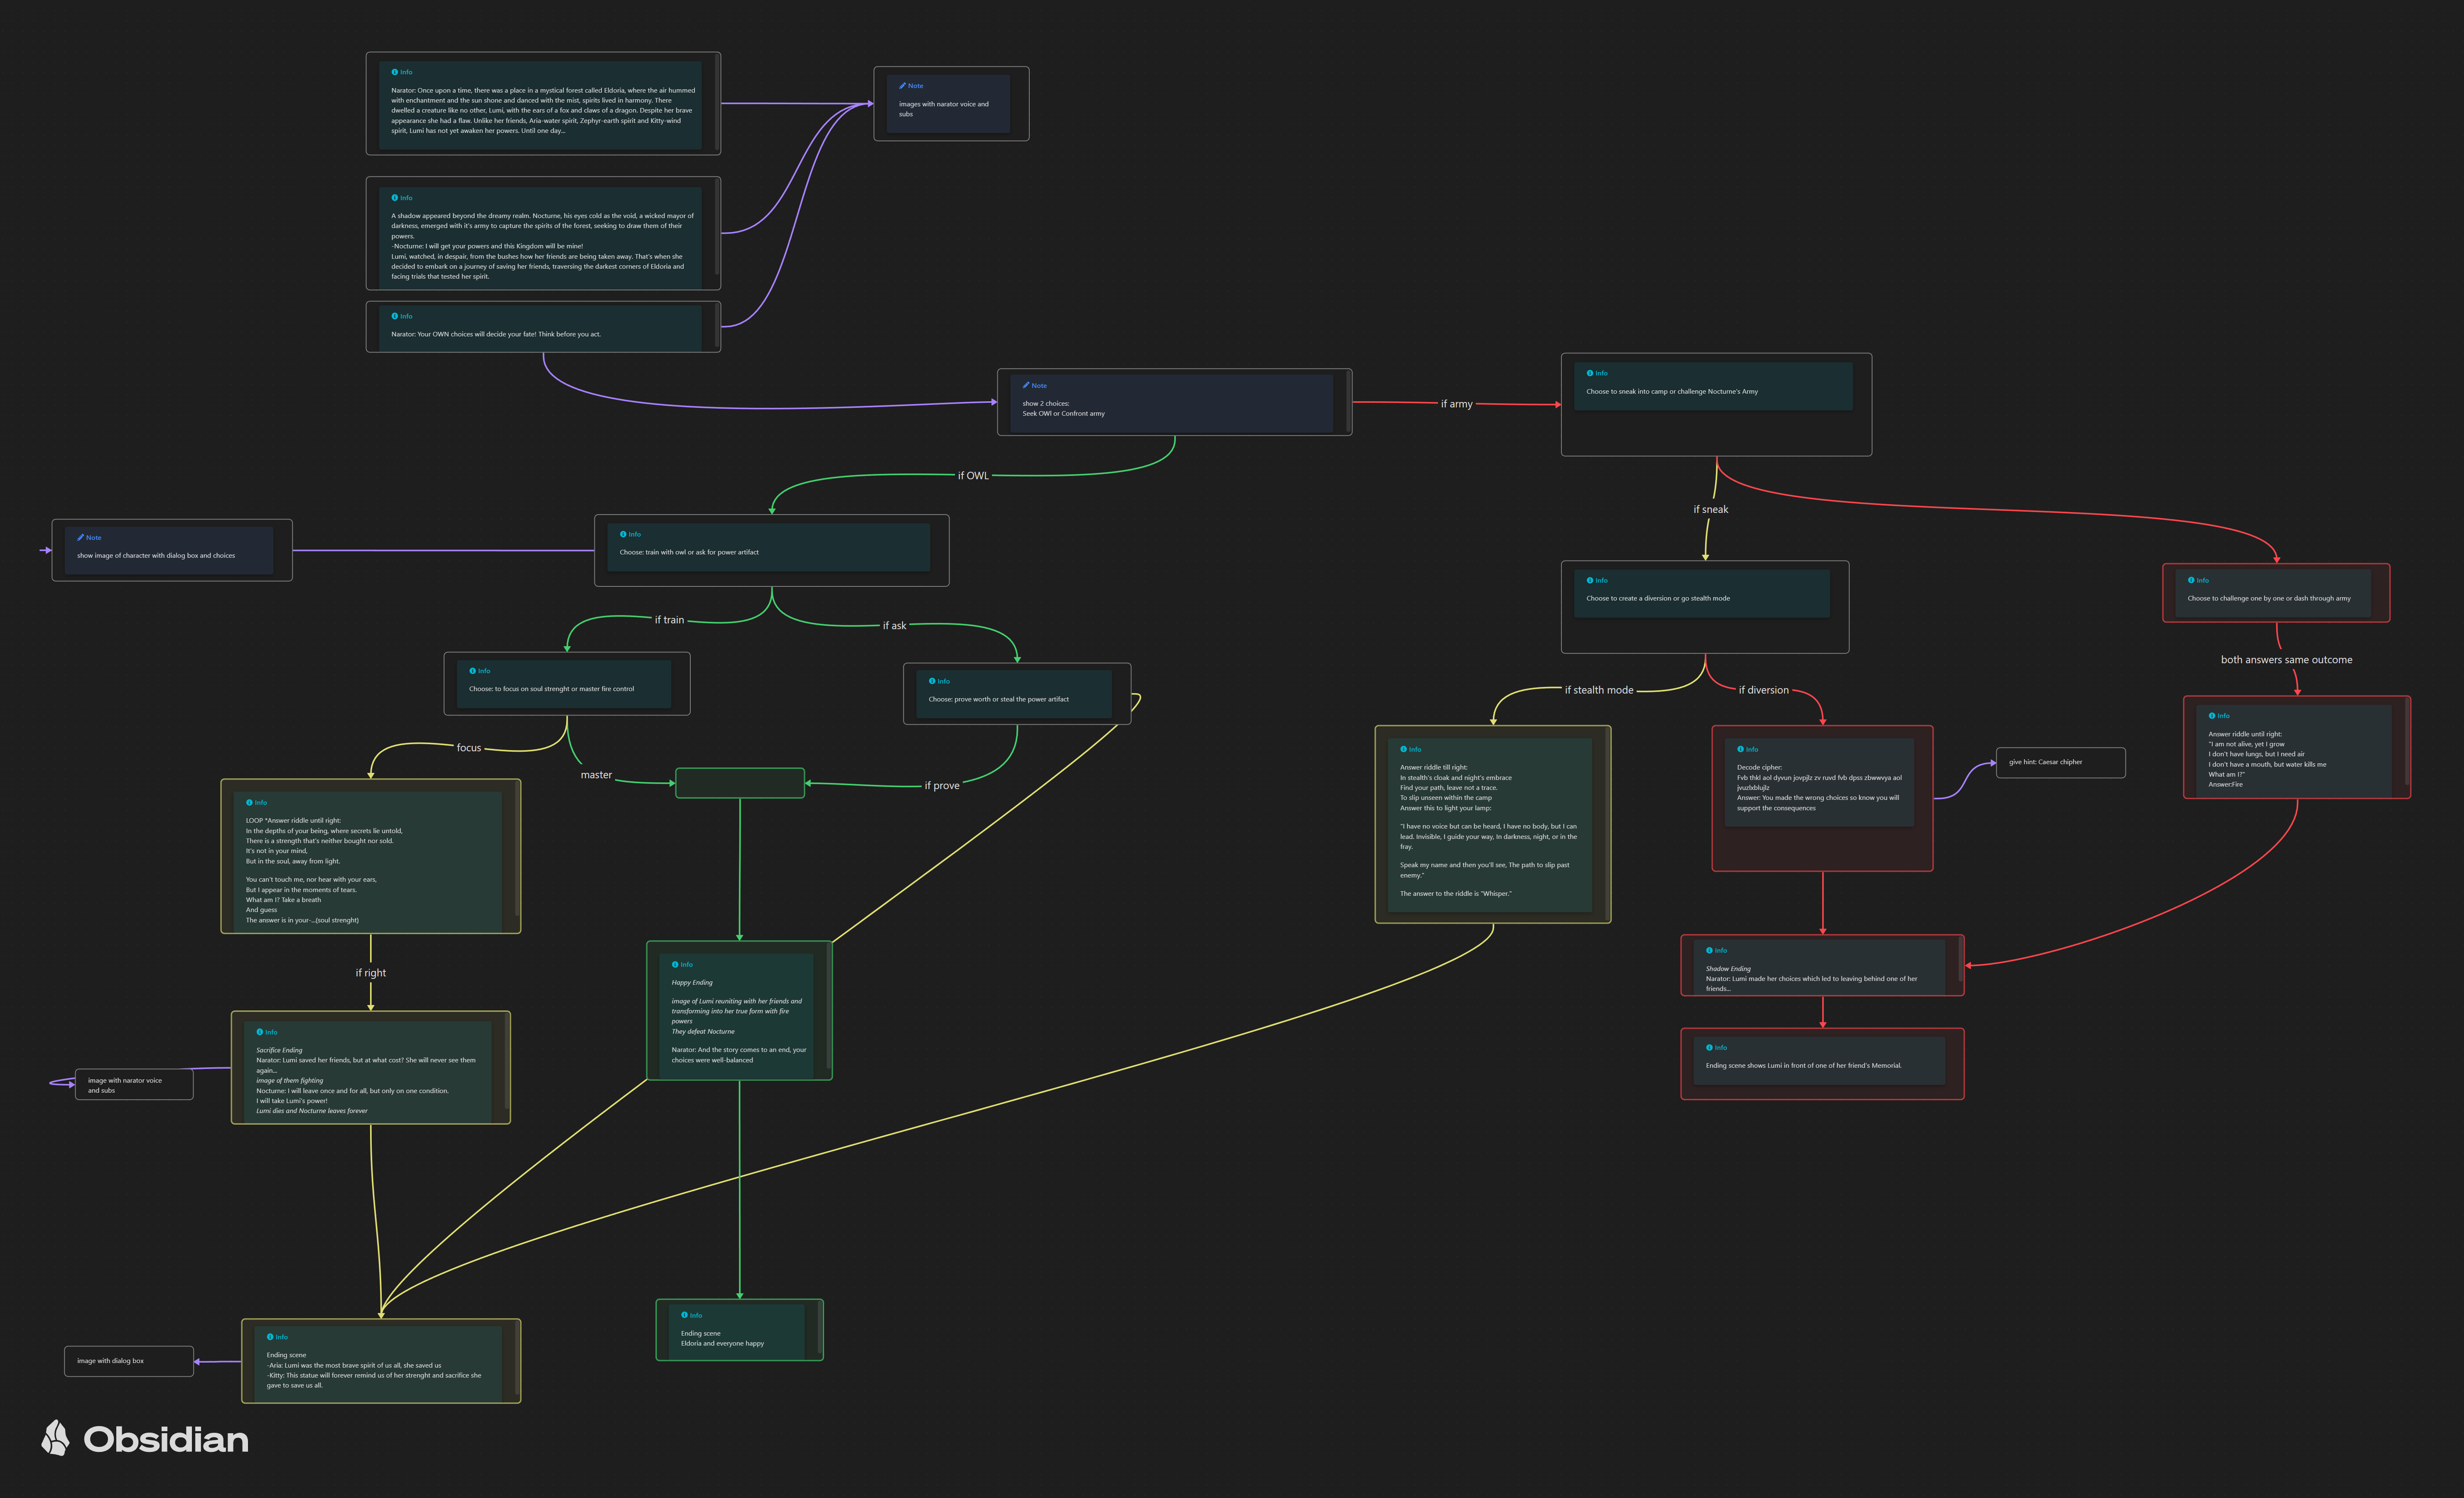 Info
Narator: Once upon a time, there was a place in a mystical forest called Eldoria, where the air hummed
with enchantment and the sun shone and danced with the mist, spirits lived in harmony. There
dwelled a creature like no other, Lumi, with the ears of a fox and claws of a dragon. Despite her brave
appearance she had a flaw. Unlike her friends, Aria-water spirit, Zephyr-earth spirit and Kitty-wind
spirit, Lumi has not yet awaken her powers. Until one day...
Note
images with narator voice and
subs
Info
A shadow appeared beyond the dreamy realm. Nocturne, his eyes cold as the void, a wicked mayor of
darkness, emerged with it's army to capture the spirits of the forest, seeking to draw them of their
powers.
-Nocturne: I will get your powers and this Kingdom will be mine!
Lumi, watched, in despair, from the bushes how her friends are being taken away. That's when she
decided to embark on a journey of saving her friends, traversing the darkest corners of Eldoria and
facing trials that tested her spirit.
Info
Narator: Your OWN choices will decide your fate! Think before you act.
Note
show 2 choices:
Seek OWl or Confront army
if army
Info
Choose to sneak into camp or challenge Nocturne's Army
if OWL
if sneak
Note
show image of character with dialog box and choices
Info
Choose: train with owl or ask for power artifact
Info
Choose to create a diversion or go stealth mode
Info
Choose to challenge one by one or dash through army
if train
if ask
both answers same outcome
Info
Choose: to focus on soul strenght or master fire control
Info
Choose: prove worth or steal the power artifact
if stealth mode
if diversion
focus
master
if prove
Info
Answer riddle till right:
In stealth's cloak and night's embrace
Find your path, leave not a trace.
To slip unseen within the camp
Answer this to light your lamp:
"I have no voice but can be heard, I have no body, but I can
lead. Invisible, I guide your way, In darkness, night, or in the
fray.
Speak my name and then you'll see, The path to slip past
enemy."
The answer to the riddle is "Whisper."
Info
Decode cipher:
Fvb thkl aol dyvun jovpjlz zv ruvd fvb dpss zbwwvya aol
jvuzlxblujlz
Answer: You made the wrong choices so know you will
support the consequences
give hint: Caesar chipher
Info
Answer riddle until right:
"I am not alive, yet I grow
I don't have lungs, but I need air
I don't have a mouth, but water kills me
What am I?"
Answer:Fire
Info
LOOP *Answer riddle until right:
In the depths of your being, where secrets lie untold,
There is a strength that's neither bought nor sold.
It's not in your mind,
But in the soul, away from light.
You can't touch me, nor hear with your ears,
But I appear in the moments of tears.
What am I? Take a breath
And guess
The answer is in your-...(soul strenght)
if right
Info
Happy Ending
image of Lumi reuniting with her friends and
transforming into her true form with fire
powers
They defeat Nocturne
Narator: And the story comes to an end, your
choices were well-balanced
Info
Shadow Ending
Narator: Lumi made her choices which led to leaving behind one of her
friends...
Info
Ending scene shows Lumi in front of one of her friend's Memorial.
Info
Sacrifice Ending
Narator: Lumi saved her friends, but at what cost? She will never see them
again...
image of them fighting
Nocturne: I will leave once and for all, but only on one condition.
I will take Lumi's power!
Lumi dies and Nocturne leaves forever
image with narator voice
and subs
Info
Ending scene
Eldoria and everyone happy
Info
Ending scene
-Aria: Lumi was the most brave spirit of us all, she saved us
-Kitty: This statue will forever remind us of her strenght and sacrifice she
gave to save us all.
image with dialog box
Obsidian